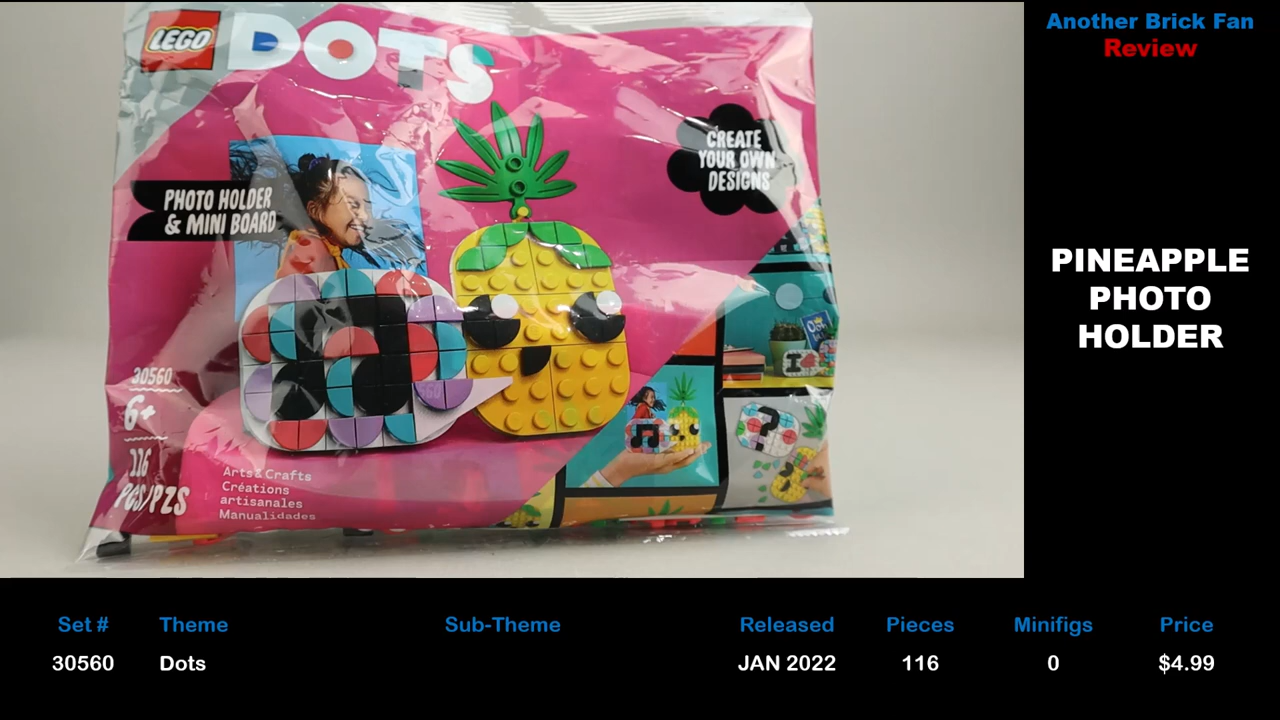 LEGO DOTS
CREATE
YOUR OWN
DESIGNS
PHOTO HOLDER
& MINI BOARD
30560
6+
116
PCS/PZS
Arts & Crafts
Créations
artisanales
Manualidades
Another Brick Fan
Review
PINEAPPLE
PHOTO
HOLDER
Set # Theme Sub-Theme Released Pieces Minifigs Price
30560 Dots JAN 2022 116 0 $4.99